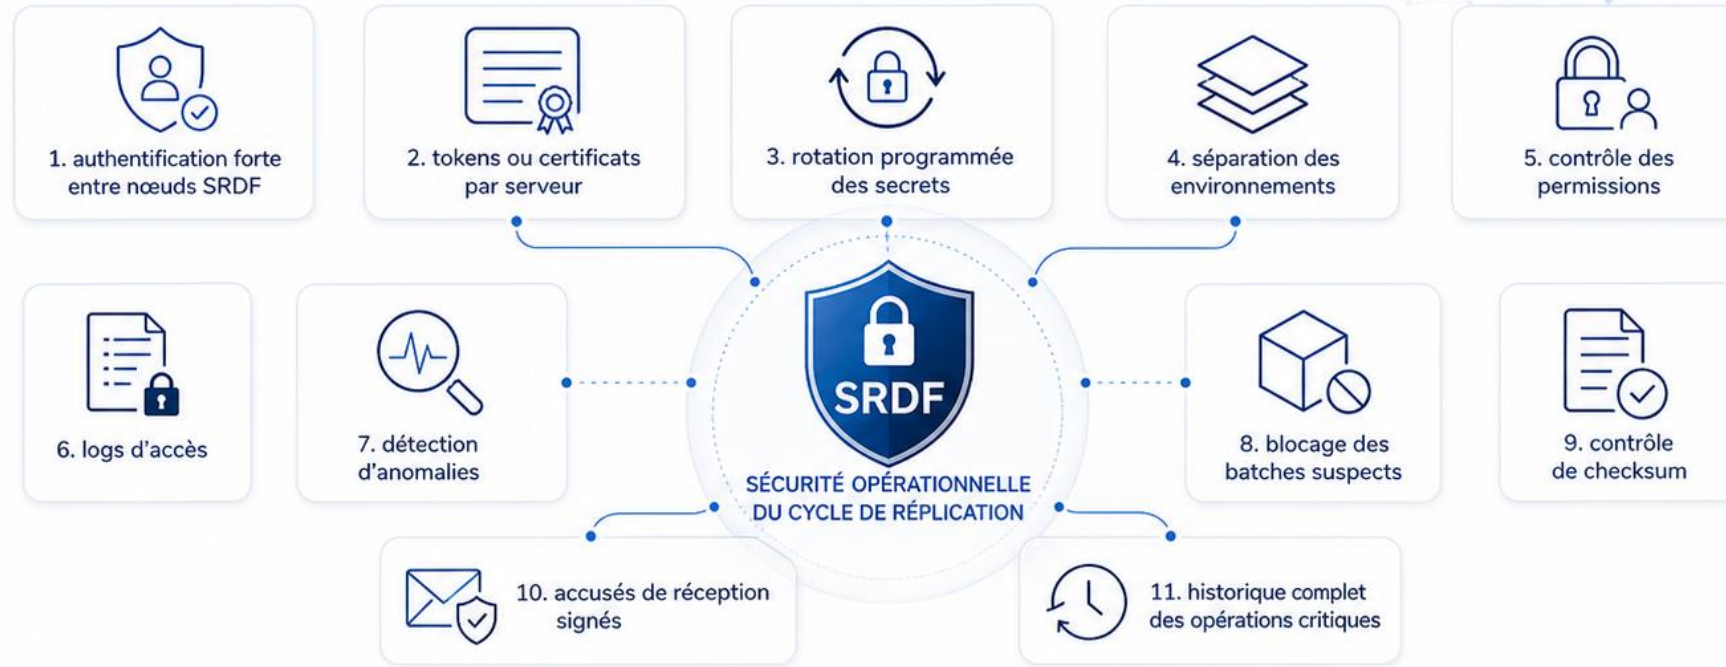 1. authentification forte
entre nœuds SRDF
2. tokens ou certificats
par serveur
3. rotation programmée
des secrets
4. séparation des
environnements
5. contrôle des
permissions
6. logs d'accès
7. détection
d'anomalies
SRDF
SÉCURITÉ OPÉRATIONNELLE
DU CYCLE DE RÉPLICATION
8. blocage des
batches suspects
9. contrôle
de checksum
10. accusés de réception
signés
11. historique complet
des opérations critiques